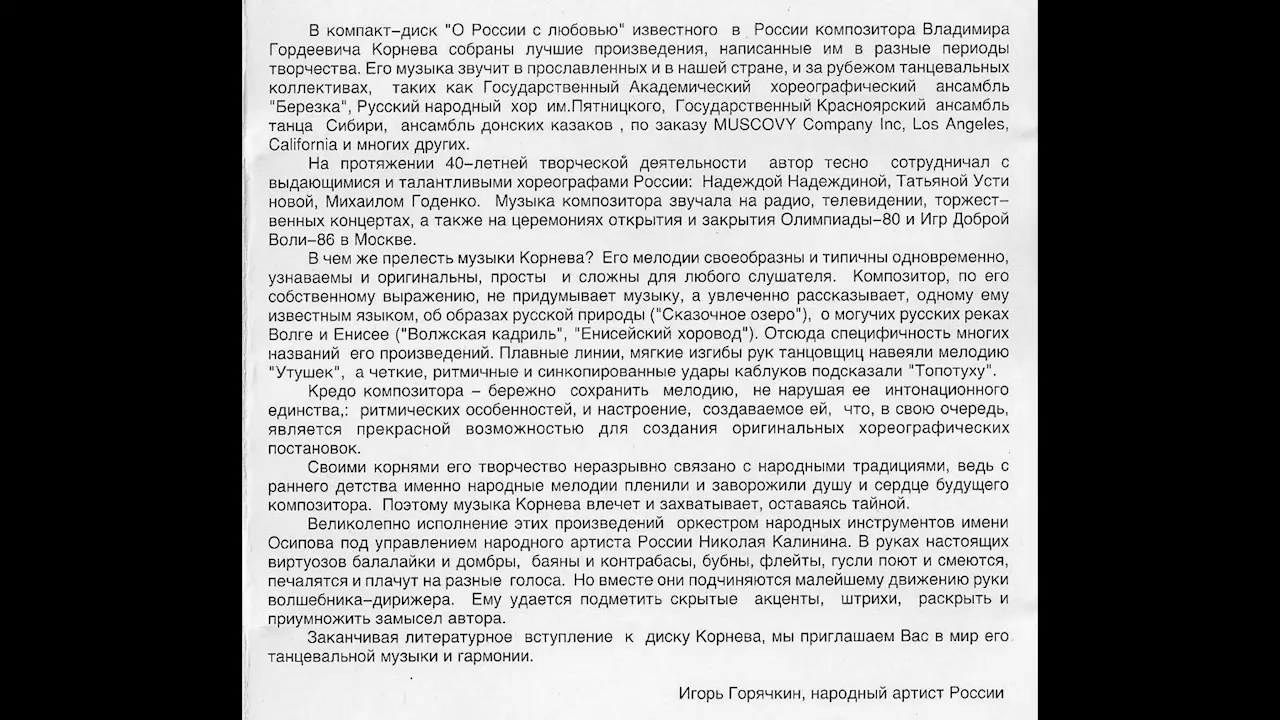 В компакт–диск "О России с любовью" известного в России композитора Владимира
Гордеевича Корнева собраны лучшие произведения, написанные им в разные периоды
творчества. Его музыка звучит в прославленных и в нашей стране, и за рубежом танцевальных
коллективах, таких как Государственный Академический хореографический ансамбль
"Березка", Русский народный хор им.Пятницкого, Государственный Красноярский ансамбль
танца Сибири, ансамбль донских казаков , по заказу MUSCOVY Company Inc, Los Angeles,
California и многих других.
На протяжении 40–летней творческой деятельности автор тесно сотрудничал с
выдающимися и талантливыми хореографами России: Надеждой Надеждиной, Татьяной Усти
новой, Михаилом Годенко. Музыка композитора звучала на радио, телевидении, торжест–
венных концертах, а также на церемониях открытия и закрытия Олимпиады–80 и Игр Доброй
Воли–86 в Москве.
В чем же прелесть музыки Корнева? Его мелодии своеобразны и типичны одновременно,
узнаваемы и оригинальны, просты и сложны для любого слушателя. Композитор, по его
собственному выражению, не придумывает музыку, а увлеченно рассказывает, одному ему
известным языком, об образах русской природы ("Сказочное озеро"), о могучих русских реках
Волге и Енисее ("Волжская кадриль", "Енисейский хоровод"). Отсюда специфичность многих
названий его произведений. Плавные линии, мягкие изгибы рук танцовщиц навеяли мелодию
"Утушек", а четкие, ритмичные и синкопированные удары каблуков подсказали "Топотуху".
Кредо композитора – бережно сохранить мелодию, не нарушая ее интонационного
единства,: ритмических особенностей, и настроение, создаваемое ей, что, в свою очередь,
является прекрасной возможностью для создания оригинальных хореографических
постановок.
Своими корнями его творчество неразрывно связано с народными традициями, ведь с
раннего детства именно народные мелодии пленили и заворожили душу и сердце будущего
композитора. Поэтому музыка Корнева влечет и захватывает, оставаясь тайной.
Великолепно исполнение этих произведений оркестром народных инструментов имени
Осипова под управлением народного артиста России Николая Калинина. В руках настоящих
виртуозов балалайки и домбры, баяны и контрабасы, бубны, флейты, гусли поют и смеются,
печалятся и плачут на разные голоса. Но вместе они подчиняются малейшему движению руки
волшебника–дирижера. Ему удается подметить скрытые акценты, штрихи, раскрыть и
приумножить замысел автора.
Заканчивая литературное вступление к диску Корнева, мы приглашаем Вас в мир его
танцевальной музыки и гармонии.
Игорь Горячкин, народный артист России